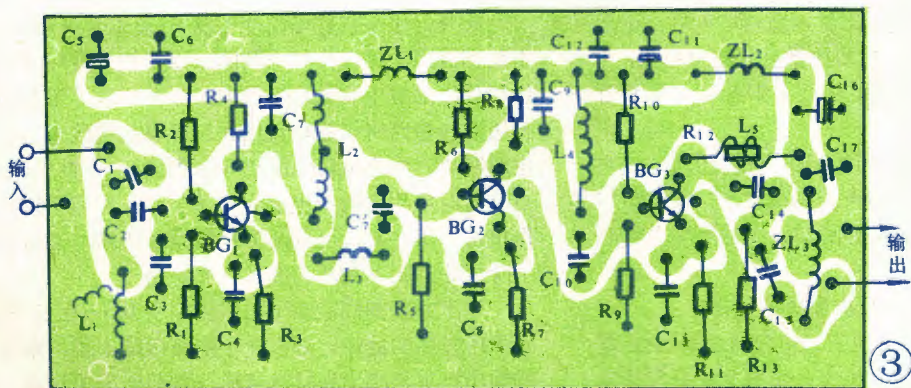 C5 C6 ZL1 C12 C11 ZL2 C16
R4 C7 R8 C9 R10
R2 R6 R12 L5 C17
L2 L4
输入 C1 BG3
C2 BG1 C7' BG2 C14 输出
ZL3
L3 C10
L1 C3 R1 C4 R3 R5 C8 R7 R9 C13 R11 R13 C15
③